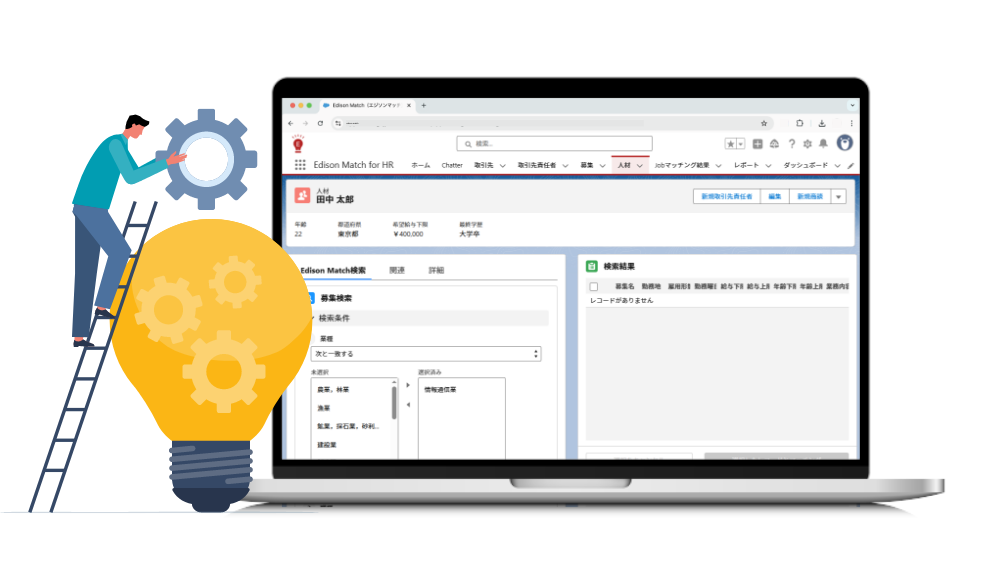 Edison Match（エジソンマッチ
検索...
Edison Match for HR ホーム Chatter 取引先 取引先責任者 募集 人材 Jobマッチング結果 レポート ダッシュボード
人材
田中 太郎
新規取引先責任者 編集 新規商談
年齢 都道府県 希望給与下限 最終学歴
22 東京都 ￥400,000 大学卒
Edison Match検索 関連 詳細
募集検索
検索条件
業種
次と一致する
未選択 選択済み
農業，林業 情報通信業
漁業
鉱業，採石業，砂利...
建設業
検索結果
募集名 勤務地 雇用形態 勤務曜日 給与下限 給与上限 年齢下限 年齢上限 業務内容
レコードがありません